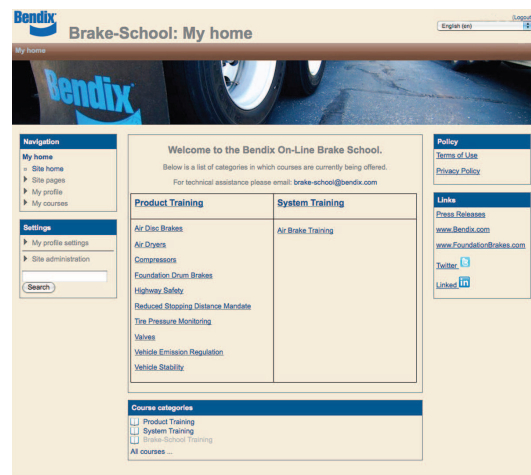 Bendix
Brake-School: My home
(Logout)
English (en)
My home
Bendix
Navigation
My home
Site home
Site pages
My profile
My courses
Settings
My profile settings
Site administration
Search
Welcome to the Bendix On-Line Brake School.
Below is a list of categories in which courses are currently being offered.
For technical assistance please email: brake-school@bendix.com
Product Training
System Training
Air Disc Brakes
Air Dryers
Compressors
Foundation Drum Brakes
Highway Safety
Reduced Stopping Distance Mandate
Tire Pressure Monitoring
Valves
Vehicle Emission Regulation
Vehicle Stability
Air Brake Training
Course categories
Product Training
System Training
Brake-School Training
All courses ...
Policy
Terms of Use
Privacy Policy
Links
Press Releases
www.Bendix.com
www.FoundationBrakes.com
Twitter
Linked in